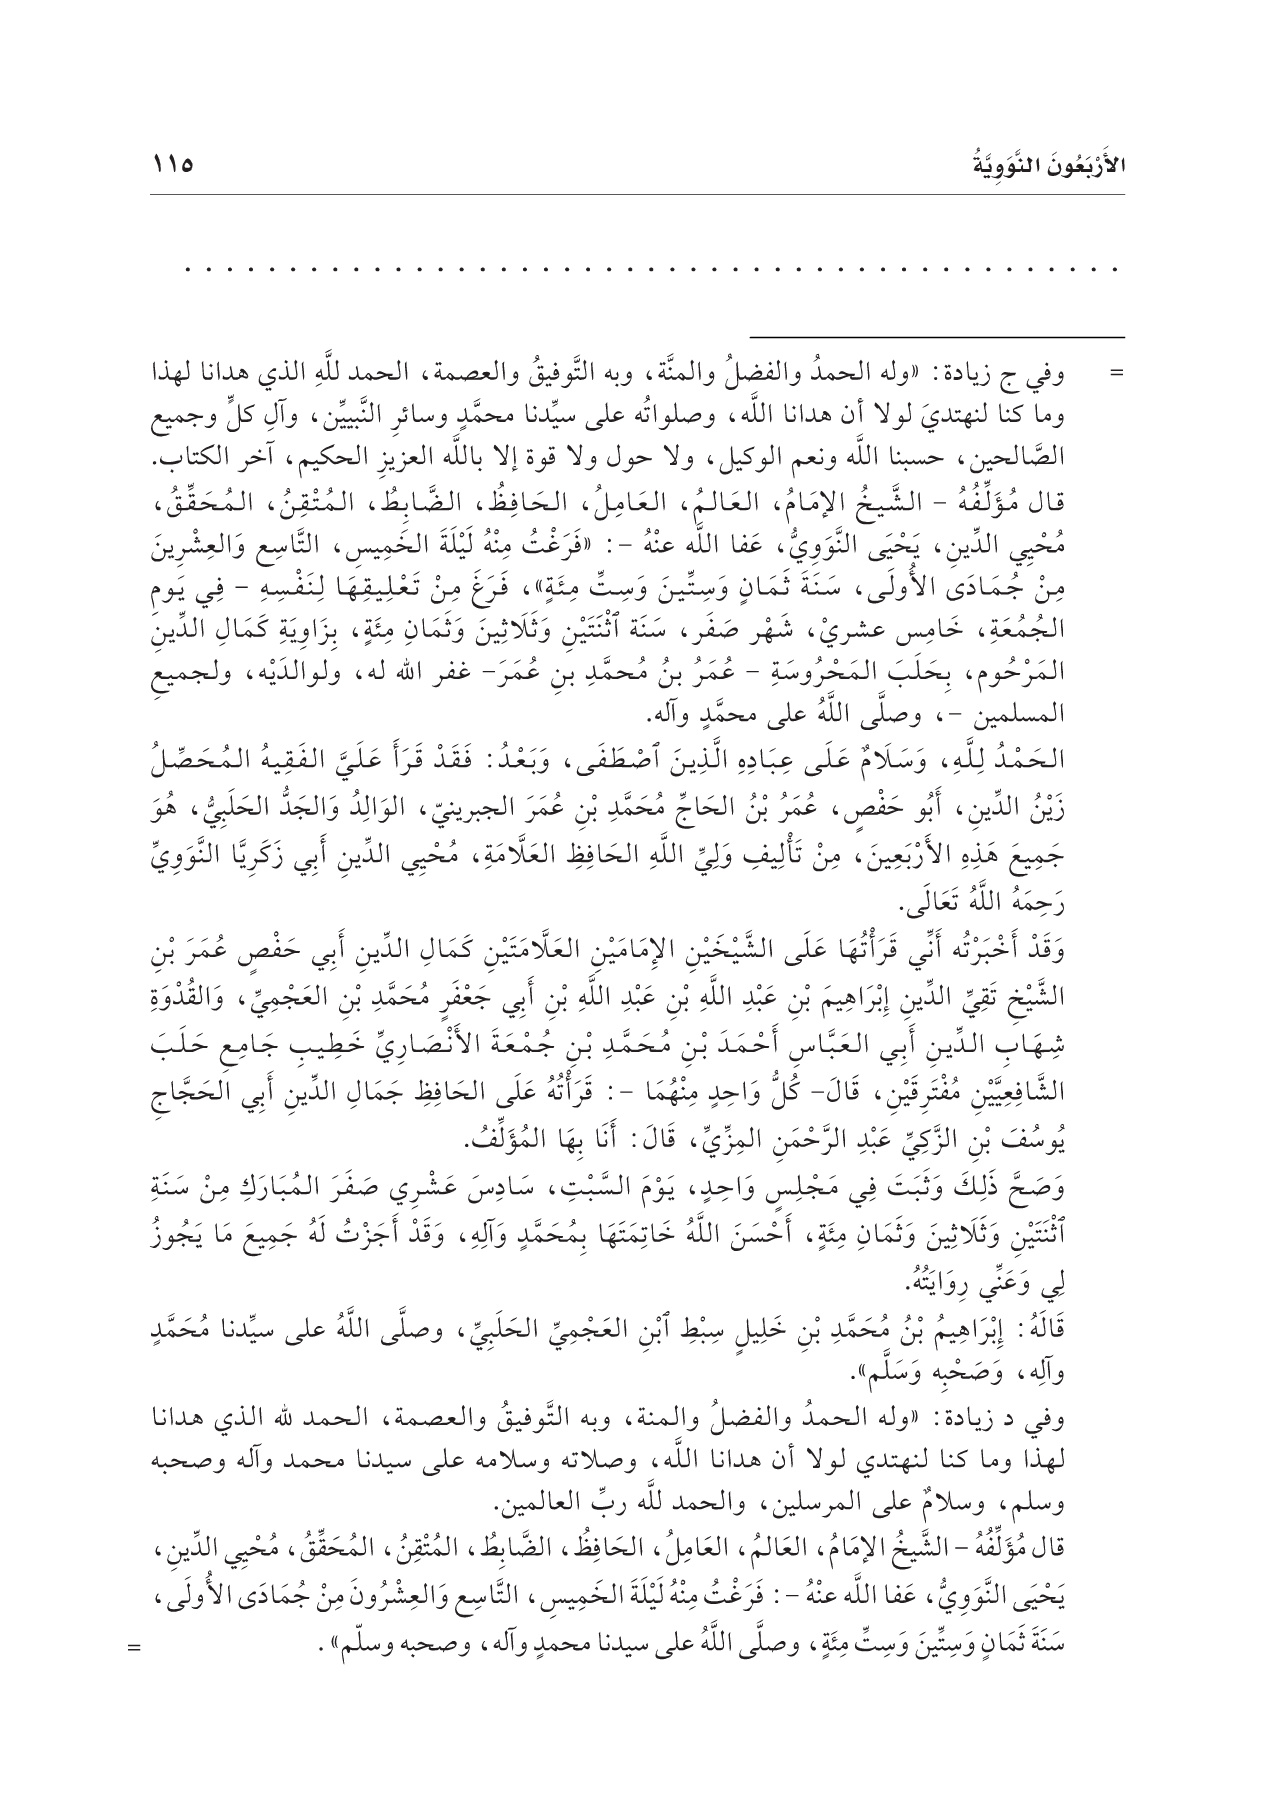 الأَرْبَعُونَ النَّوَوِيَّةُ ١١٥
. . . . . . . . . . . . . . . . . . . . . . . . . . . . . . . . . . . . . . . . . . . . .
= وفي ج زيادة: «وله الحمدُ والفضلُ والمنَّة، وبه التَّوفيقُ والعصمة، الحمد للَّهِ الذي هدانا لهذا
وما كنا لنهتديَ لولا أن هدانا اللَّه، وصلواتُه على سيِّدنا محمَّدٍ وسائرِ النَّبييِّن، وآلِ كلٍّ وجميع
الصَّالحين، حسبنا اللَّه ونعم الوكيل، ولا حول ولا قوة إلا باللَّه العزيزِ الحكيم، آخر الكتاب.
قال مُؤَلِّفُهُ – الشَّيخُ الإمَامُ، العَالمُ، العَامِلُ، الحَافِظُ، الضَّابِطُ، المُتْقِنُ، المُحَقِّقُ،
مُحْيِي الدِّينِ، يَحْيَى النَّوَوِيُّ، عَفا اللَّه عنْهُ –: «فَرَغْتُ مِنْهُ لَيْلَةَ الخَمِيسِ، التَّاسِع وَالعِشْرِينَ
مِنْ جُمَادَى الأُولَى، سَنَةَ ثَمَانٍ وَسِتِّينَ وَسِتِّ مِئَةٍ»، فَرَغَ مِنْ تَعْلِيقِهَا لِنَفْسِهِ – فِي يَوم
الجُمُعَةِ، خَامِس عشريْ، شَهْر صَفَر، سَنَة ٱثْنَتَيْنِ وَثَلَاثِينَ وَثَمَانِ مِئَةٍ، بِزَاوِيَةِ كَمَال الدِّينَ
المَرْحُوم، بِحَلَبَ المَحْرُوسَةِ – عُمَرُ بنُ مُحمَّدِ بنِ عُمَرَ– غفر الله له، ولوالدَيْه، ولجميعِ
المسلمين –، وصلَّى اللَّهُ على محمَّدٍ وآله.
الحَمْدُ لِلَّهِ، وَسَلَامٌ عَلَى عِبَادِهِ الَّذِينَ ٱصْطَفَى، وَبَعْدُ: فَقَدْ قَرَأَ عَلَيَّ الفَقِيهُ المُحَصِّلُ
زَيْنُ الدِّينِ، أَبُو حَفْصٍ، عُمَرُ بْنُ الحَاجِّ مُحَمَّدِ بْنِ عُمَرَ الجبرينيّ، الوَالِدُ وَالجَدُّ الحَلَبِيُّ، هُوَ
جَمِيعَ هَذِهِ الأَرْبَعِينَ، مِنْ تَأْلِيفِ وَلِيِّ اللَّهِ الحَافِظِ العَلَّامَةِ، مُحْيِي الدِّينِ أَبِي زَكَرِيَّا النَّوَوِيِّ
رَحِمَهُ اللَّهُ تَعَالَى.
وَقَدْ أَخْبَرْتُه أَنِّي قَرَأْتُهَا عَلَى الشَّيْخَيْنِ الإِمَامَيْنِ العَلَّامَتَيْنِ كَمَالِ الدِّينِ أَبِي حَفْصٍ عُمَرَ بْنِ
الشَّيْخِ تَقِيِّ الدِّينِ إِبْرَاهِيمَ بْنِ عَبْدِ اللَّهِ بْنِ عَبْدِ اللَّهِ بْنِ أَبِي جَعْفَرٍ مُحَمَّدِ بْنِ العَجْمِيِّ، وَالقُدْوَةِ
شِهَابِ الدِّينِ أَبِي العَبَّاسِ أَحْمَدَ بْنِ مُحَمَّدِ بْنِ جُمْعَةَ الأَنْصَارِيِّ خَطِيبِ جَامِعِ حَلَبَ
الشَّافِعِيَّيْنِ مُفْتَرِقَيْنِ، قَالَ– كُلُّ وَاحِدٍ مِنْهُمَا –: قَرَأْتُهُ عَلَى الحَافِظِ جَمَالِ الدِّينِ أَبِي الحَجَّاجِ
يُوسُفَ بْنِ الزَّكِيِّ عَبْدِ الرَّحْمَنِ المِزِّيِّ، قَالَ: أَنَا بِهَا المُؤَلِّفُ.
وَصَحَّ ذَلِكَ وَثَبَتَ فِي مَجْلِسٍ وَاحِدٍ، يَوْمَ السَّبْتِ، سَادِسَ عَشْرِي صَفَرَ المُبَارَكِ مِنْ سَنَةِ
ٱثْنَتَيْنِ وَثَلَاثِينَ وَثَمَانِ مِئَةٍ، أَحْسَنَ اللَّهُ خَاتِمَتَهَا بِمُحَمَّدٍ وَآلِهِ، وَقَدْ أَجَزْتُ لَهُ جَمِيعَ مَا يَجُوزُ
لِي وَعَنِّي رِوَايَتُهُ.
قَالَهُ: إِبْرَاهِيمُ بْنُ مُحَمَّدِ بْنِ خَلِيلٍ سِبْطِ ٱبْنِ العَجْمِيِّ الحَلَبِيِّ، وصلَّى اللَّهُ على سيِّدنا مُحَمَّدٍ
وآلِه، وَصَحْبِه وَسَلَّم».
وفي د زيادة: «وله الحمدُ والفضلُ والمنة، وبه التَّوفيقُ والعصمة، الحمد لله الذي هدانا
لهذا وما كنا لنهتدي لولا أن هدانا اللَّه، وصلاته وسلامه على سيدنا محمد وآله وصحبه
وسلم، وسلامٌ على المرسلين، والحمد للَّه ربِّ العالمين.
قال مُؤَلِّفُهُ – الشَّيخُ الإمَامُ، العَالمُ، العَامِلُ، الحَافِظُ، الضَّابِطُ، المُتْقِنُ، المُحَقِّقُ، مُحْيِي الدِّينِ،
يَحْيَى النَّوَوِيُّ، عَفا اللَّه عنهُ –: فَرَغْتُ مِنْهُ لَيْلَةَ الخَمِيسِ، التَّاسِع وَالعِشْرُونَ مِنْ جُمَادَى الأُولَى،
سَنَةَ ثَمَانٍ وَسِتِّينَ وَسِتِّ مِئَةٍ، وصلَّى اللَّهُ على سيدنا محمدٍ وآله، وصحبه وسلّم». =